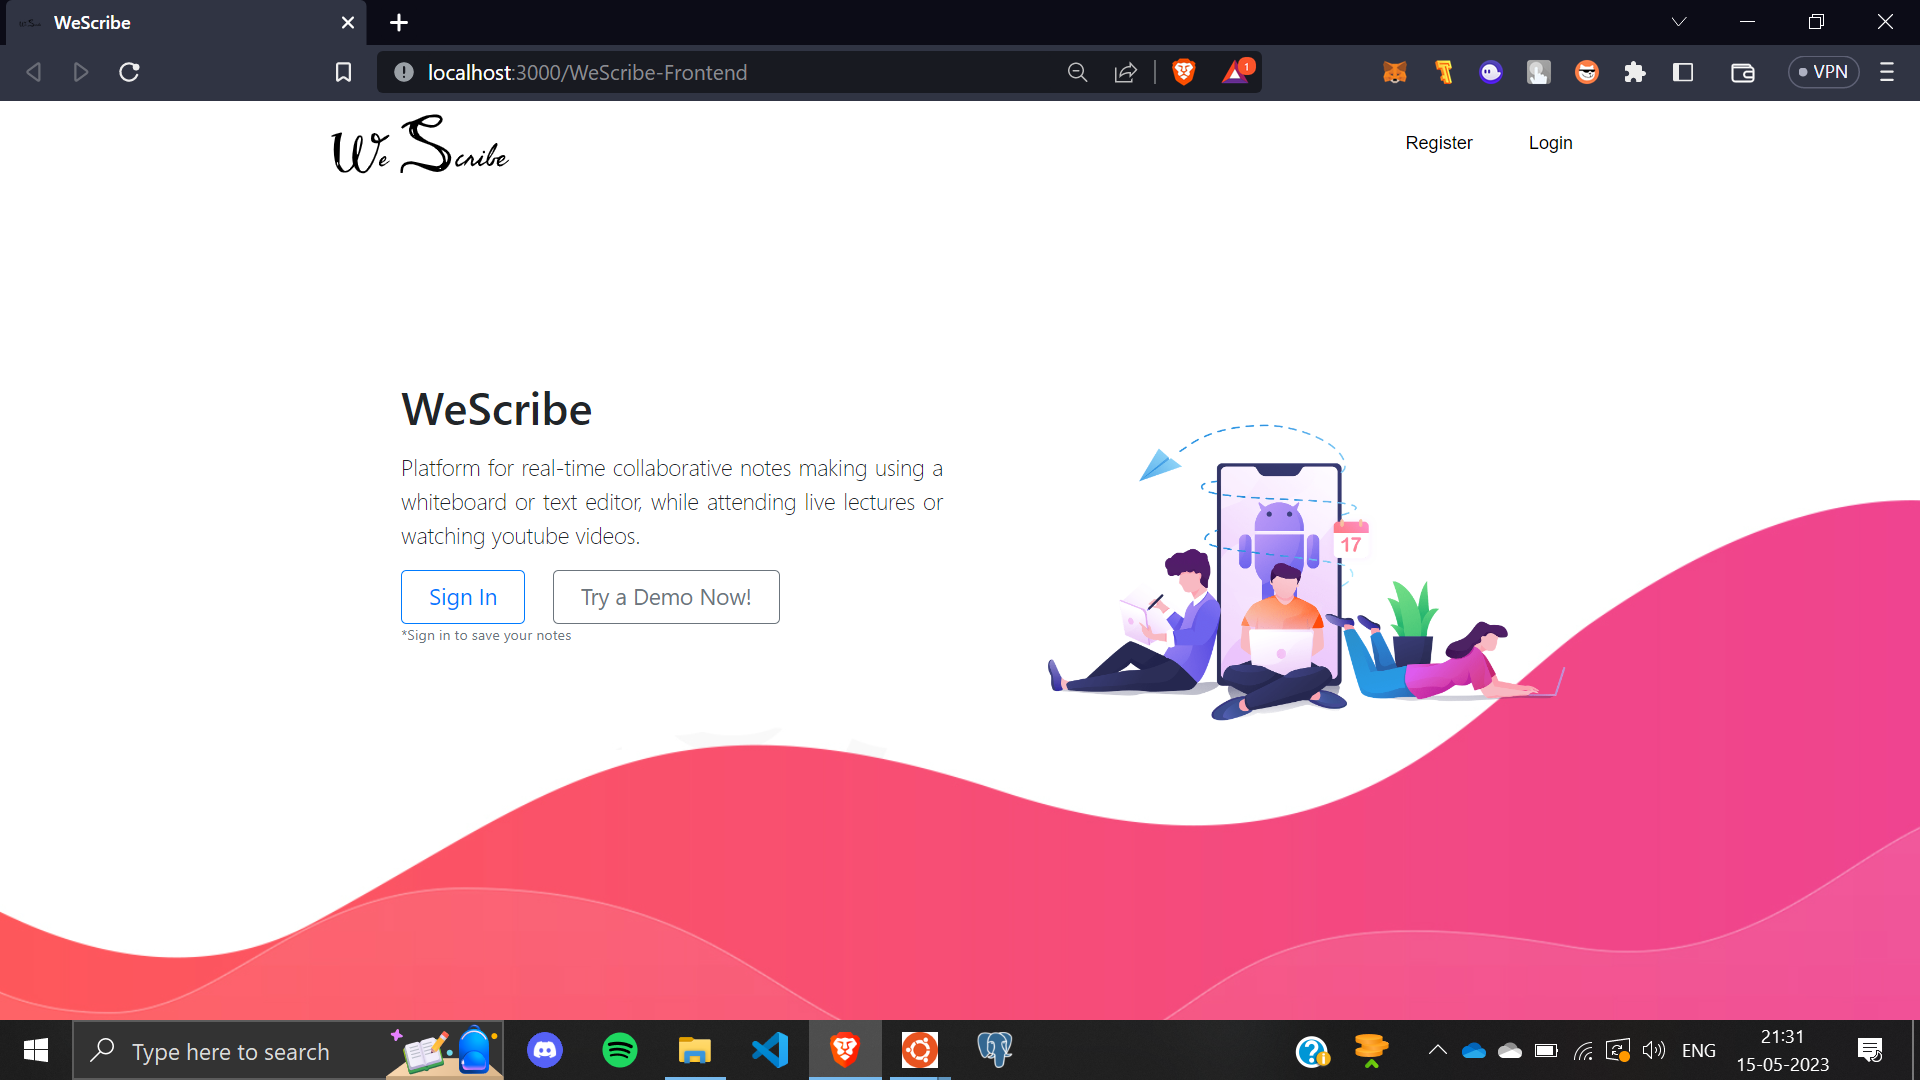 WeScribe
localhost:3000/WeScribe-Frontend
1
VPN
We Scribe
Register
Login
WeScribe
Platform for real-time collaborative notes making using a
whiteboard or text editor, while attending live lectures or
watching youtube videos.
17
Sign In
Try a Demo Now!
*Sign in to save your notes
Type here to search
ENG
21:31
15-05-2023